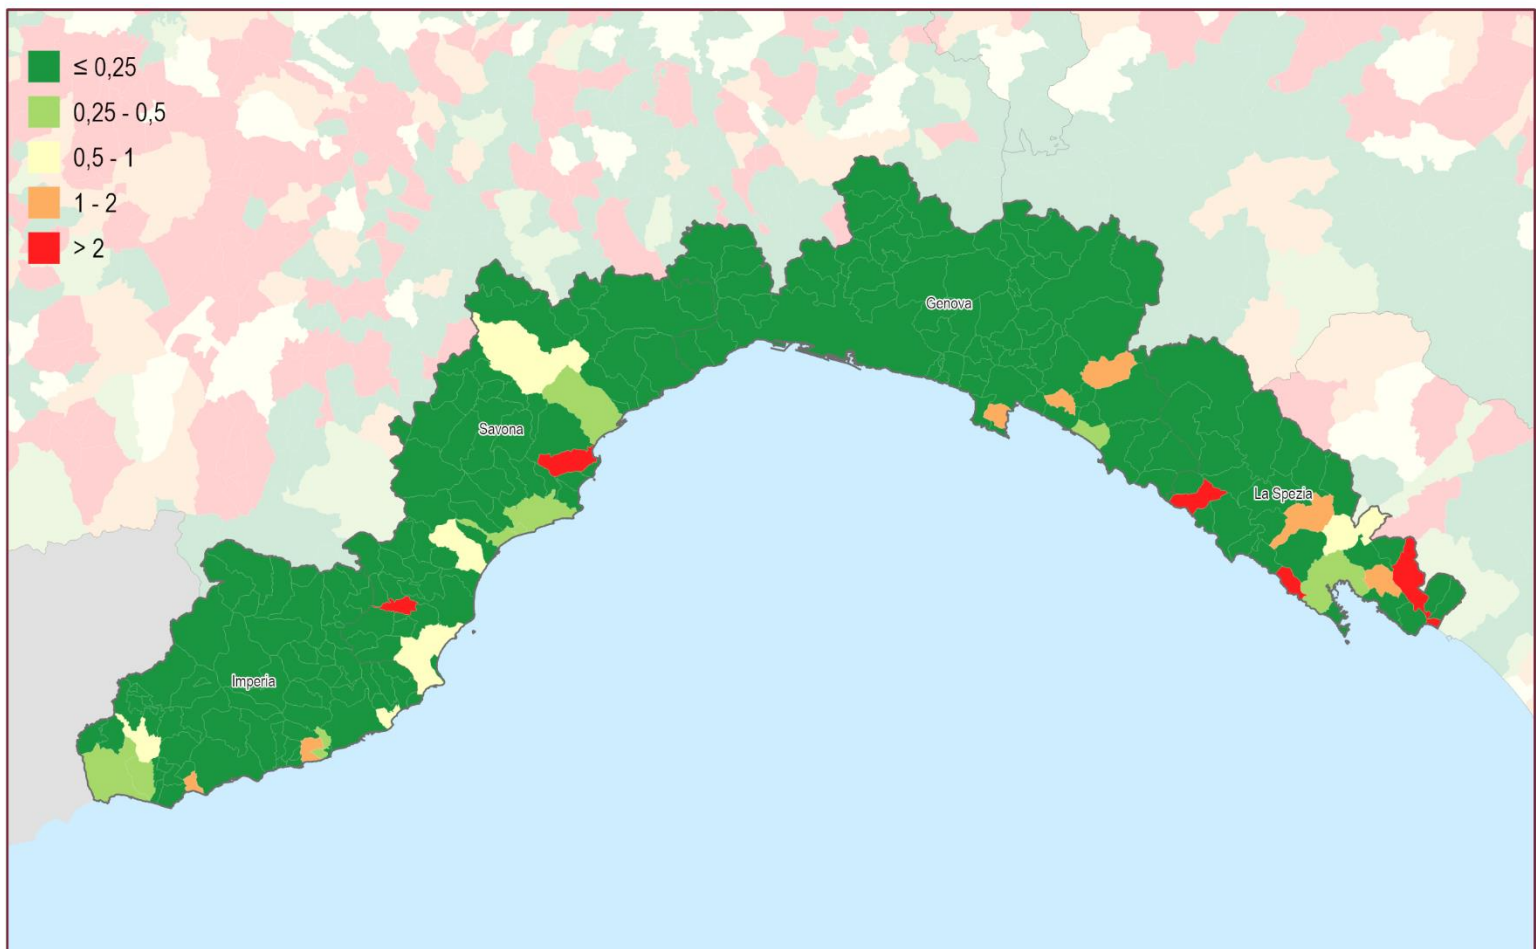 ≤ 0,25
0,25 - 0,5
0,5 - 1
1 - 2
> 2
Genova
Savona
La Spezia
Imperia